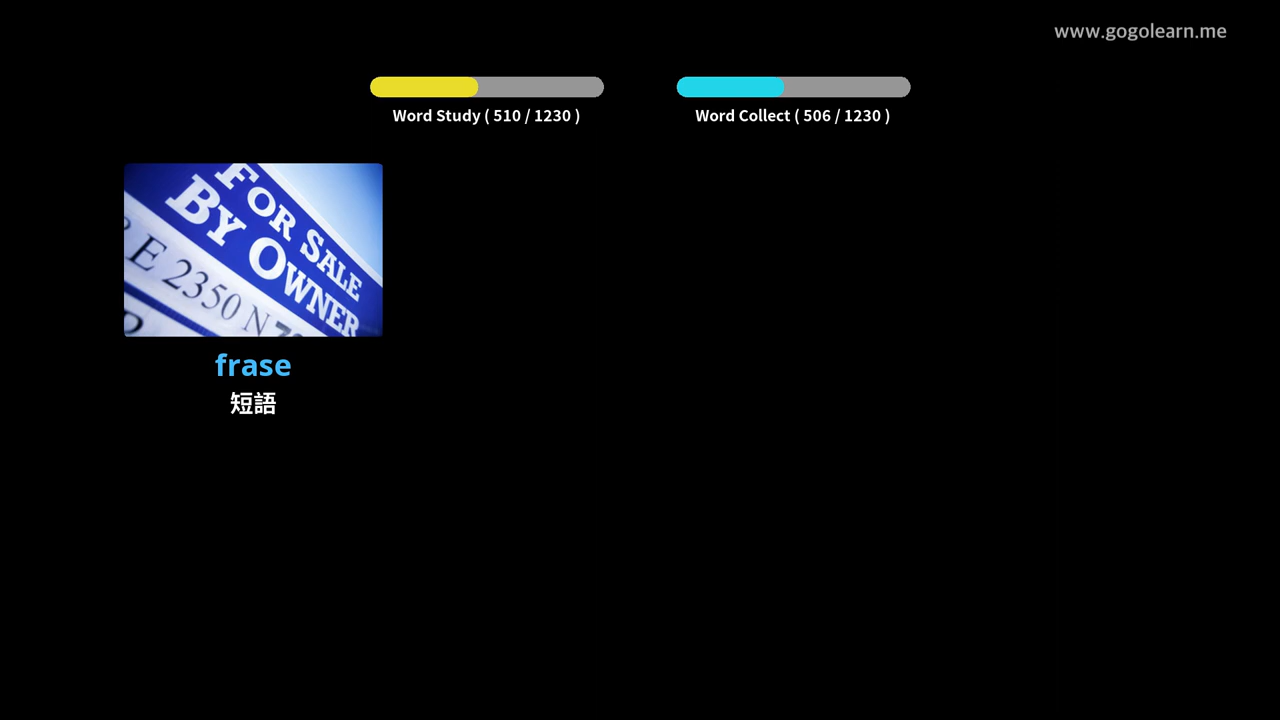 www.gogolearn.me
Word Study ( 510 / 1230 )
Word Collect ( 506 / 1230 )
FOR SALE
BY OWNER
E 2350 N
frase
短語